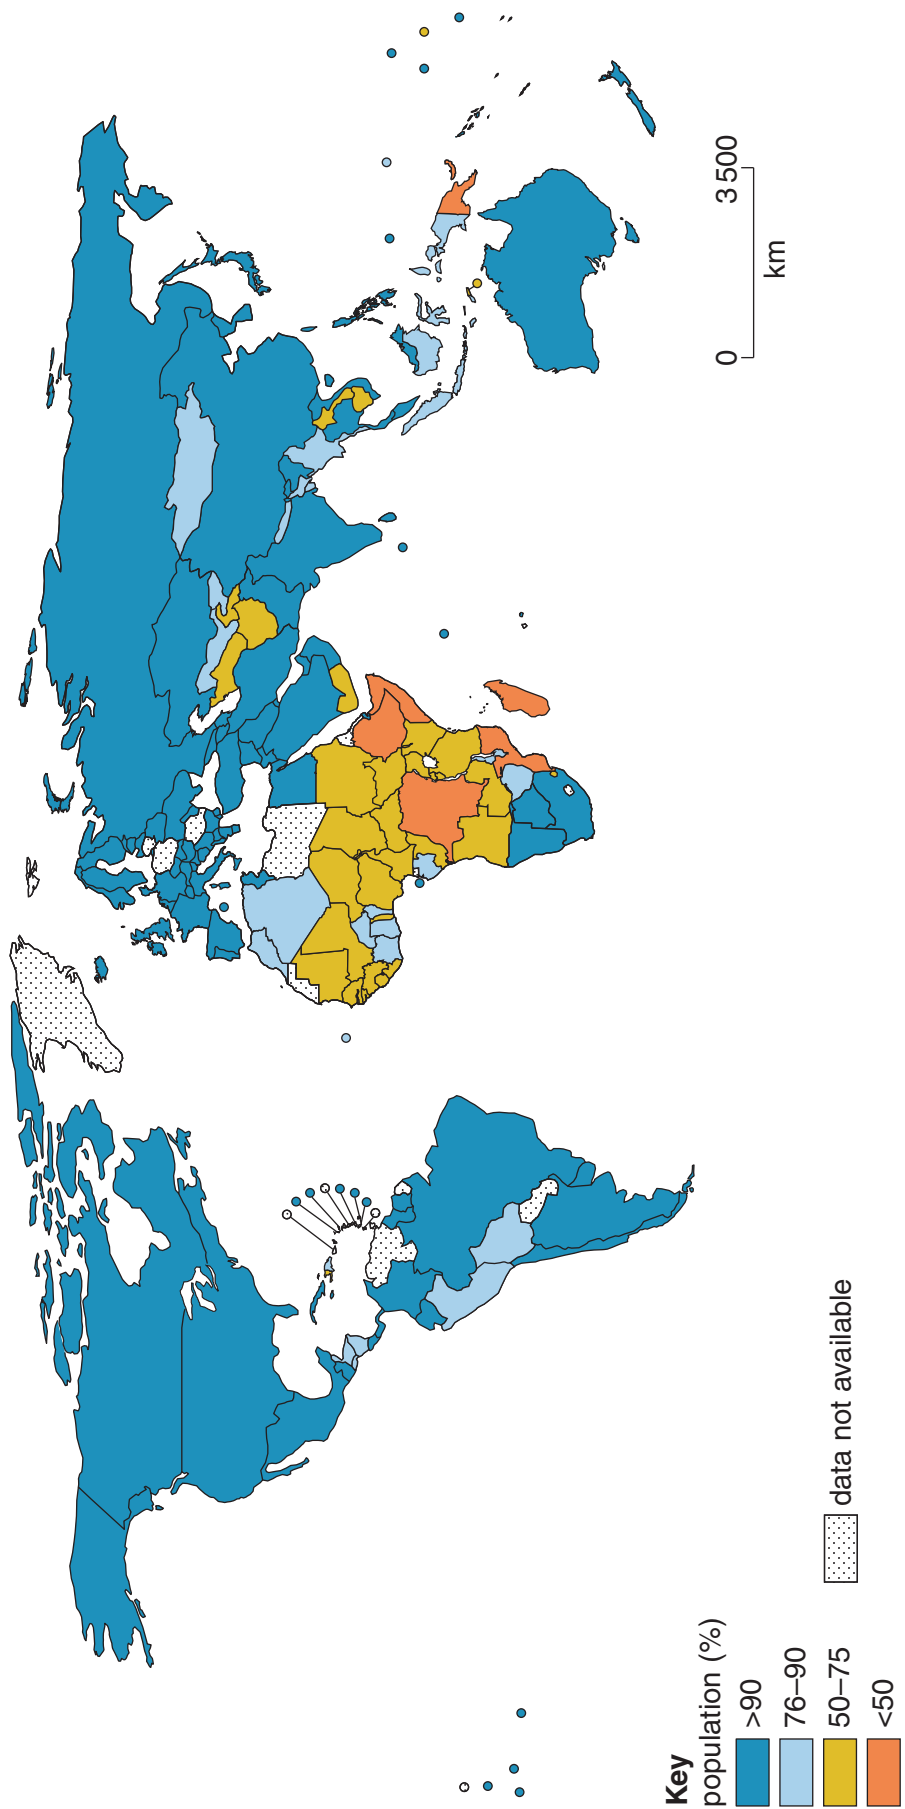 0 3500
km
Key
population (%)
>90
76–90
50–75
<50
data not available